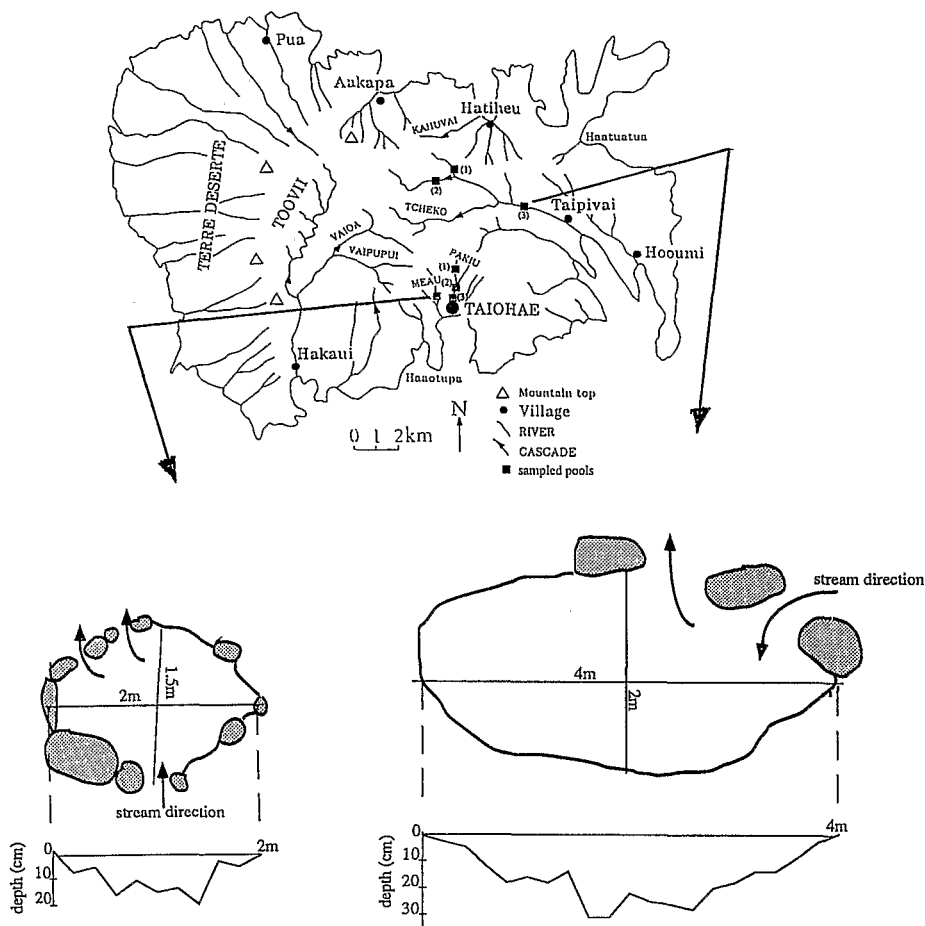 Pua
Aakapa
Hatiheu
KAHUVAI
Haatuatua
(1)
(2)
TERRE DESERTE
TOOVII
TCHEKO
(3)
Taipivai
VAIOA
VAIPUPUI
PAKIU
Hooumi
(1)
MEAU
(2)
(3)
TAIOHAE
Hakaui
Haaotupa
Mountain top
N
Village
0 1 2km
RIVER
CASCADE
sampled pools
stream direction
4m
2m
2m
1.5m
stream direction
0
2m
10
20
depth (cm)
0
4m
10
20
30
depth (cm)